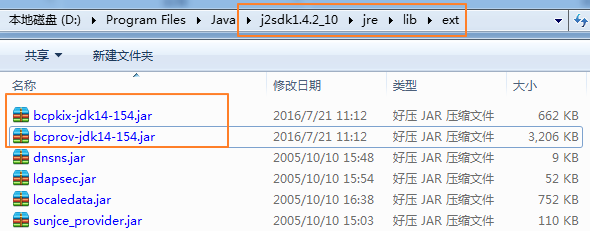 本地磁盘 (D:) ▸ Program Files ▸ Java ▸ j2sdk1.4.2_10 ▸ jre ▸ lib ▸ ext
共享 新建文件夹
名称 修改日期 类型 大小
bcpkix-jdk14-154.jar 2016/7/21 11:12 好压 JAR 压缩文件 662 KB
bcprov-jdk14-154.jar 2016/7/21 11:12 好压 JAR 压缩文件 3,206 KB
dnsns.jar 2005/10/10 15:48 好压 JAR 压缩文件 9 KB
ldapsec.jar 2005/10/10 15:54 好压 JAR 压缩文件 52 KB
localedata.jar 2005/10/10 16:38 好压 JAR 压缩文件 752 KB
sunjce_provider.jar 2005/10/10 15:03 好压 JAR 压缩文件 110 KB